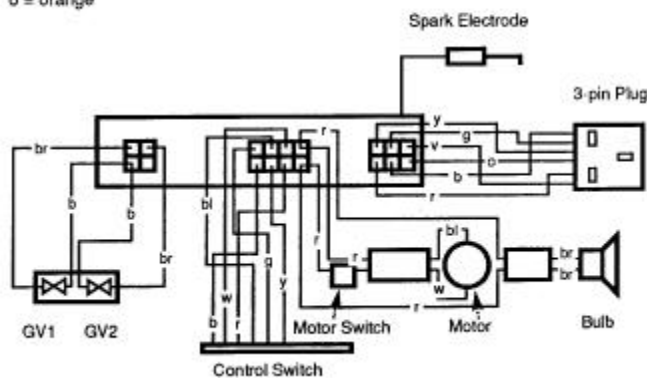 o = orange
Spark Electrode
3-pin Plug
y
g
r
br
v
o
bl
b
r
b
b
br
r
r
bl
br
br
w
g
y
w
r
b
r
GV1
GV2
Motor Switch
Motor
Bulb
Control Switch